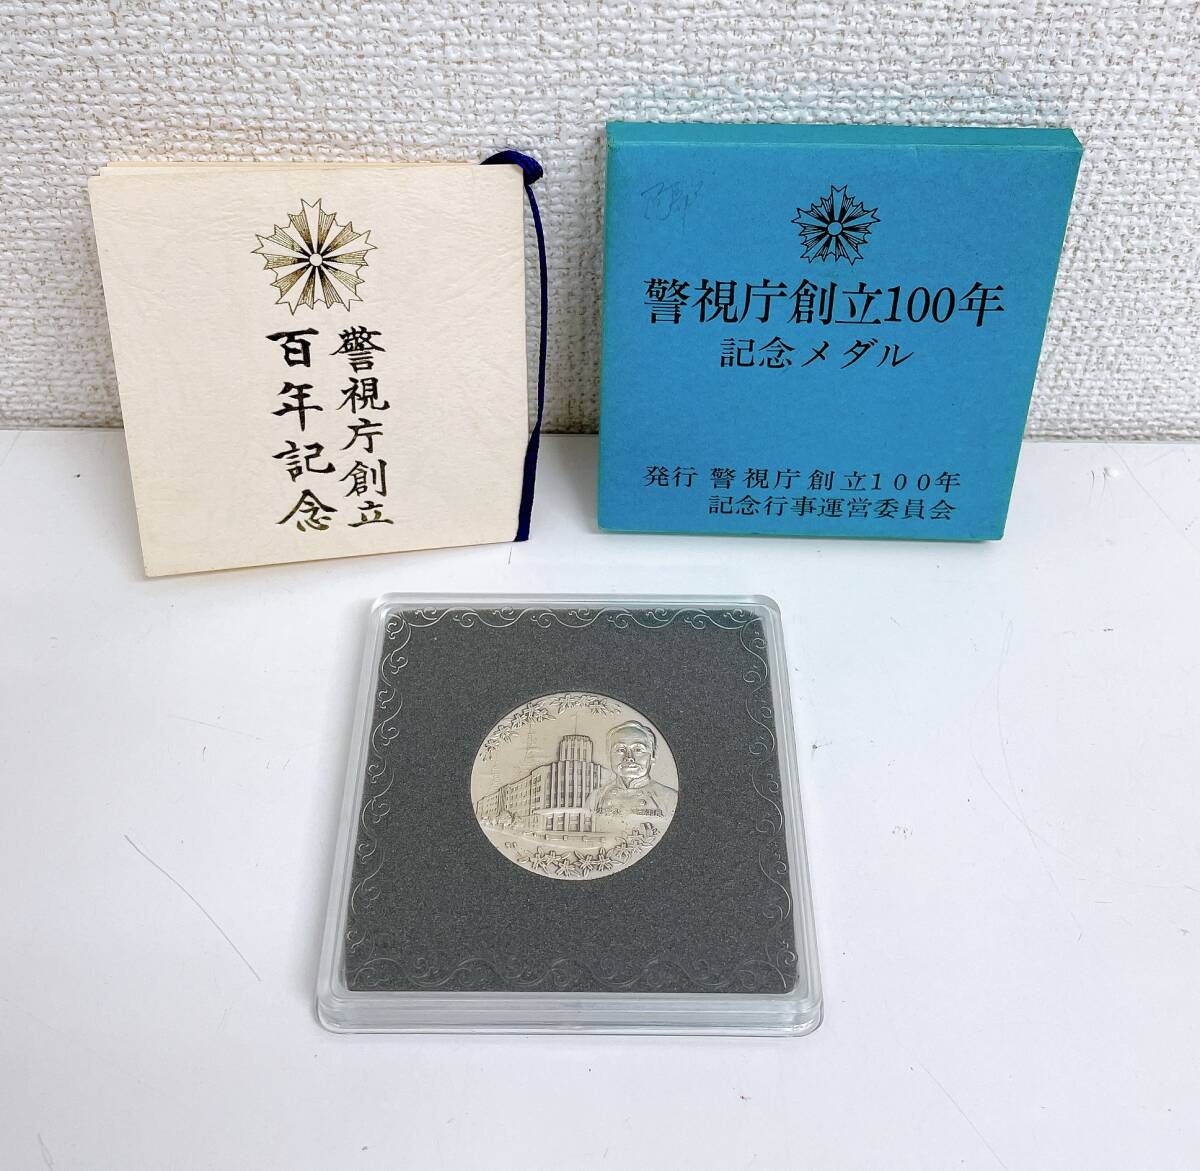 警視庁創立
百年記念
警視庁創立100年
記念メダル
発行 警視庁創立100年
記念行事運営委員会